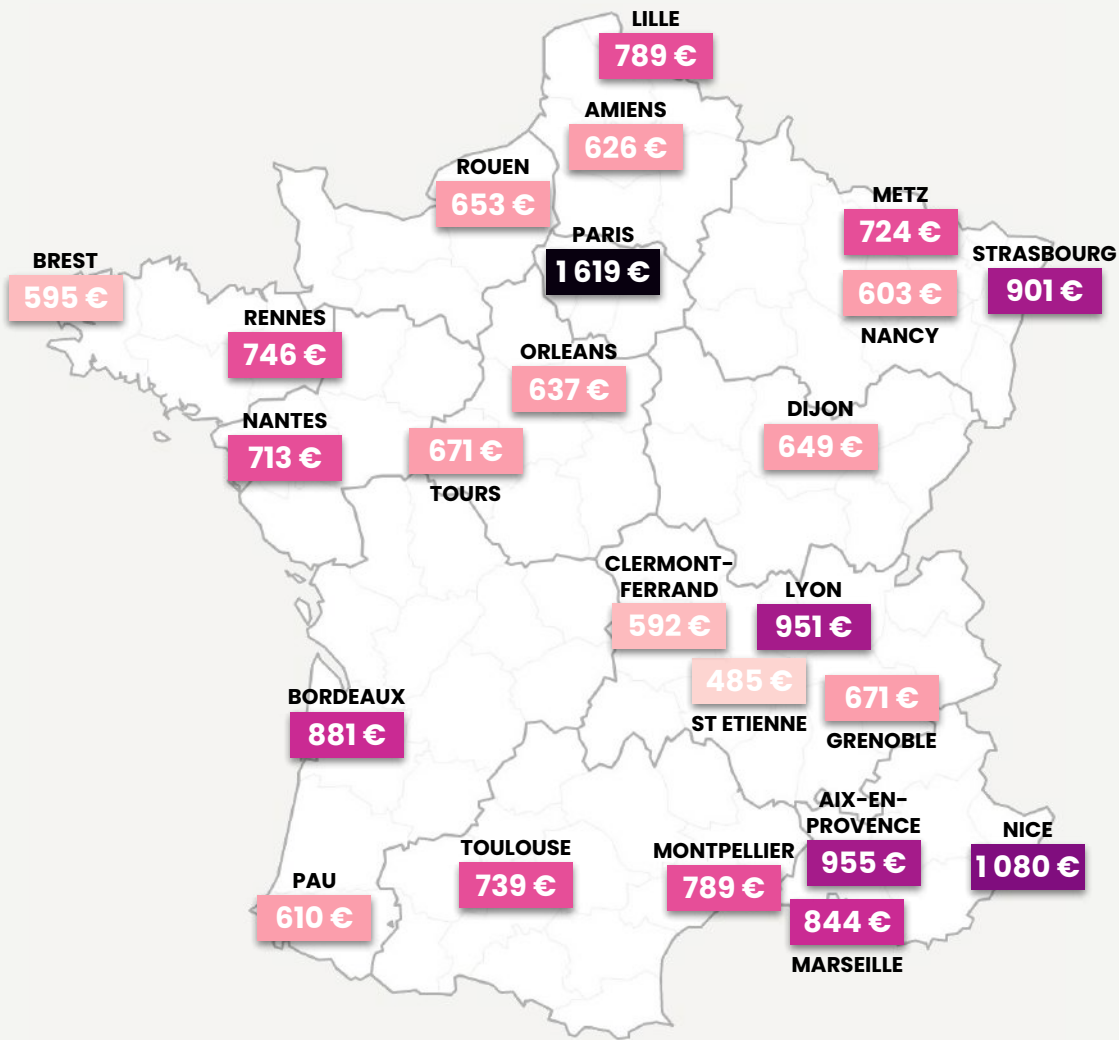 LILLE
789 €
AMIENS
626 €
ROUEN
653 €
METZ
724 €
PARIS
1 619 €
STRASBOURG
901 €
BREST
595 €
603 €
NANCY
RENNES
746 €
ORLEANS
637 €
DIJON
649 €
NANTES
713 €
671 €
TOURS
CLERMONT-
FERRAND
592 €
LYON
951 €
485 €
ST ETIENNE
671 €
GRENOBLE
BORDEAUX
881 €
AIX-EN-
PROVENCE
955 €
NICE
1 080 €
TOULOUSE
739 €
MONTPELLIER
789 €
PAU
610 €
844 €
MARSEILLE